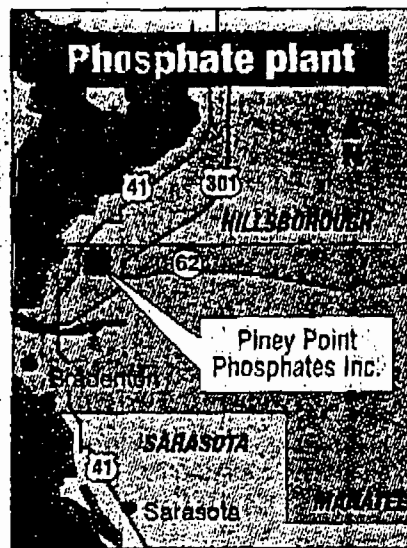 Phosphate plant
N
41
301
HILLSBOROUGH
62
Piney Point
Phosphates Inc.
Bradenton
SARASOTA
MANATEE
41
Sarasota